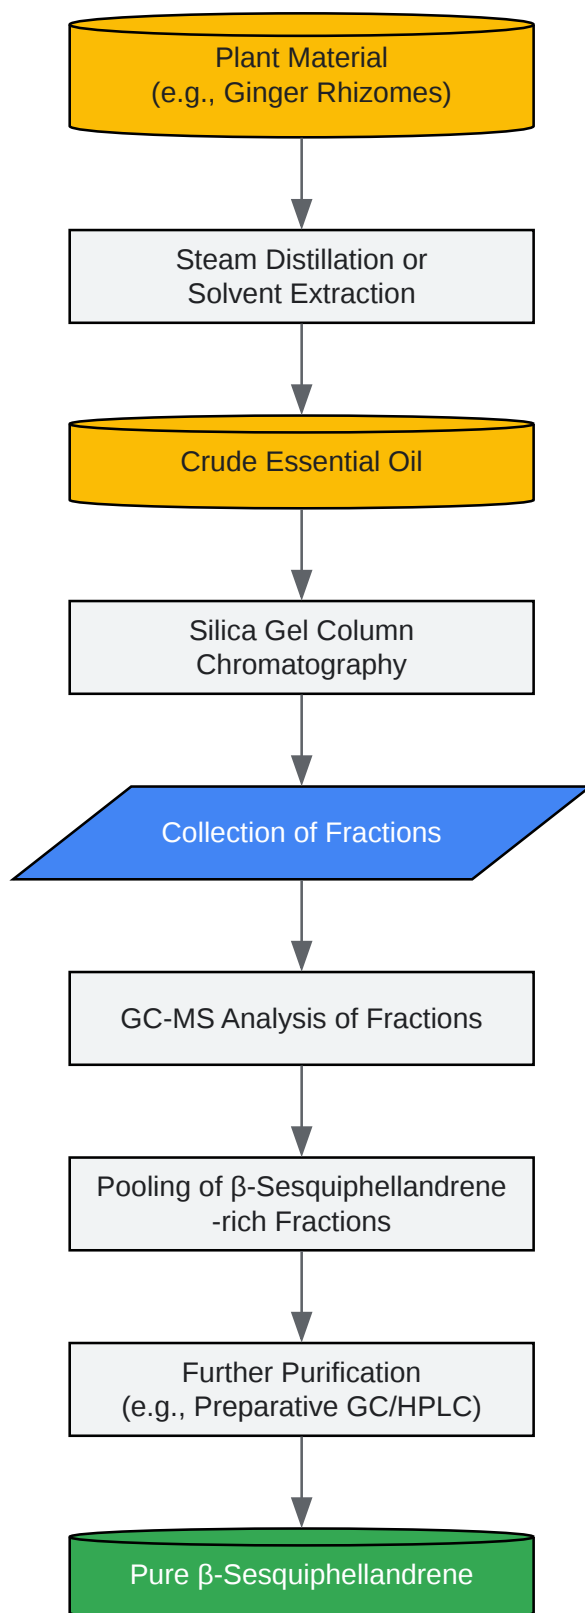 Plant Material
(e.g., Ginger Rhizomes)
Steam Distillation or
Solvent Extraction
Crude Essential Oil
Silica Gel Column
Chromatography
Collection of Fractions
GC-MS Analysis of Fractions
Pooling of β-Sesquiphellandrene
-rich Fractions
Further Purification
(e.g., Preparative GC/HPLC)
Pure β-Sesquiphellandrene